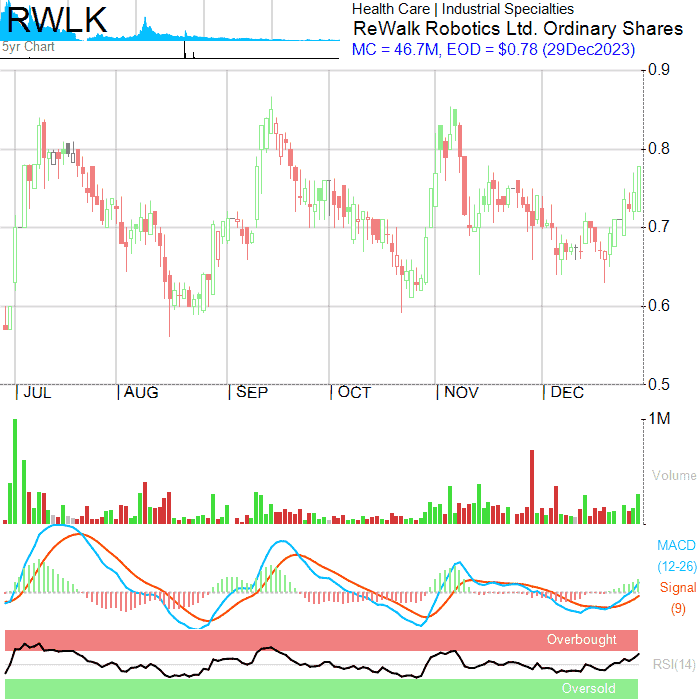 RWLK
5yr Chart
Health Care | Industrial Specialties
ReWalk Robotics Ltd. Ordinary Shares
MC = 46.7M, EOD = $0.78 (29Dec2023)
0.9
0.8
0.7
0.6
0.5
JUL AUG SEP OCT NOV DEC
1M
Volume
MACD
(12-26)
Signal
(9)
Overbought
RSI(14)
Oversold